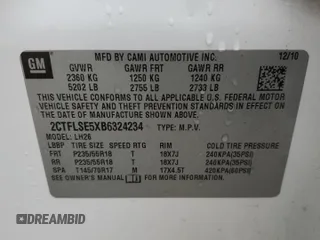 GM
MFD BY CAMI AUTOMOTIVE INC.
12/10
GVWR GAWR FRT GAWR RR
2360 KG 1250 KG 1240 KG
5202 LB 2755 LB 2733 LB
THIS VEHICLE CONFORMS TO ALL APPLICABLE U.S. FEDERAL
MOTOR VEHICLE SAFETY AND THEFT PREVENTION STANDARDS
IN EFFECT ON THE DATE OF MANUFACTURE SHOWN ABOVE.
2CTFLSE5XB6324234 TYPE: M.P.V.
MODEL: LH26
TIRE SIZE SPEED RTG RIM COLD TIRE PRESSURE
FRT P235/55R18 T 18X7J 240KPA(35PSI)
RR P235/55R18 T 18X7J 240KPA(35PSI)
SPA T145/70R17 M 17X4.5T 420KPA(60PSI)
SEE OWNER'S MANUAL
DREAMBID